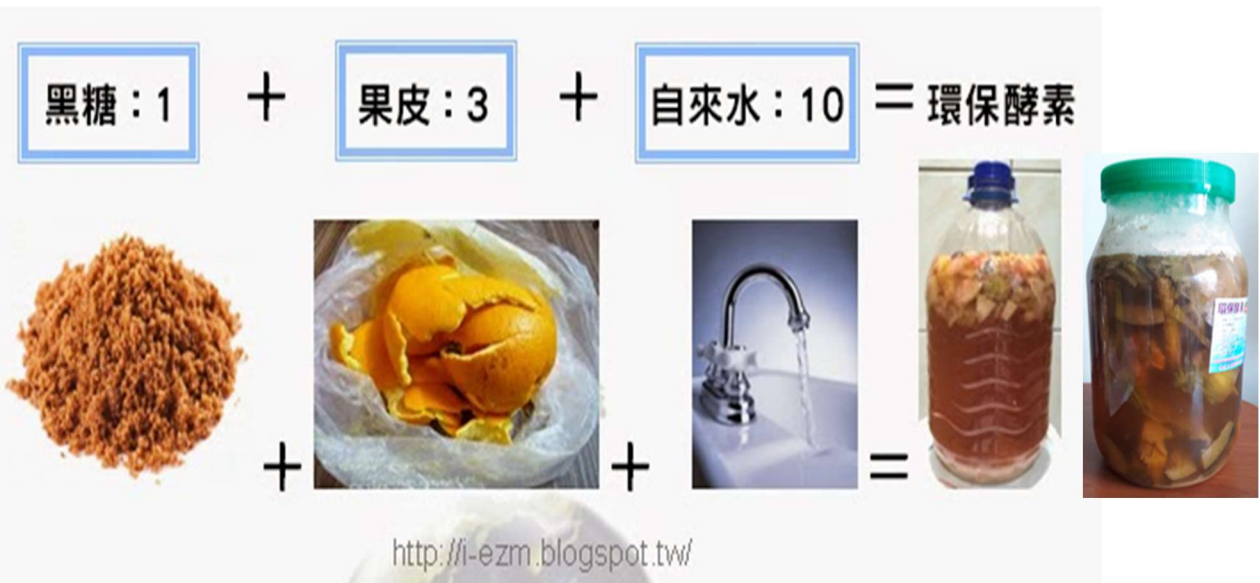 黑糖：1 + 果皮：3 + 自來水：10 = 環保酵素
+ + =
http://i-ezm.blogspot.tw/